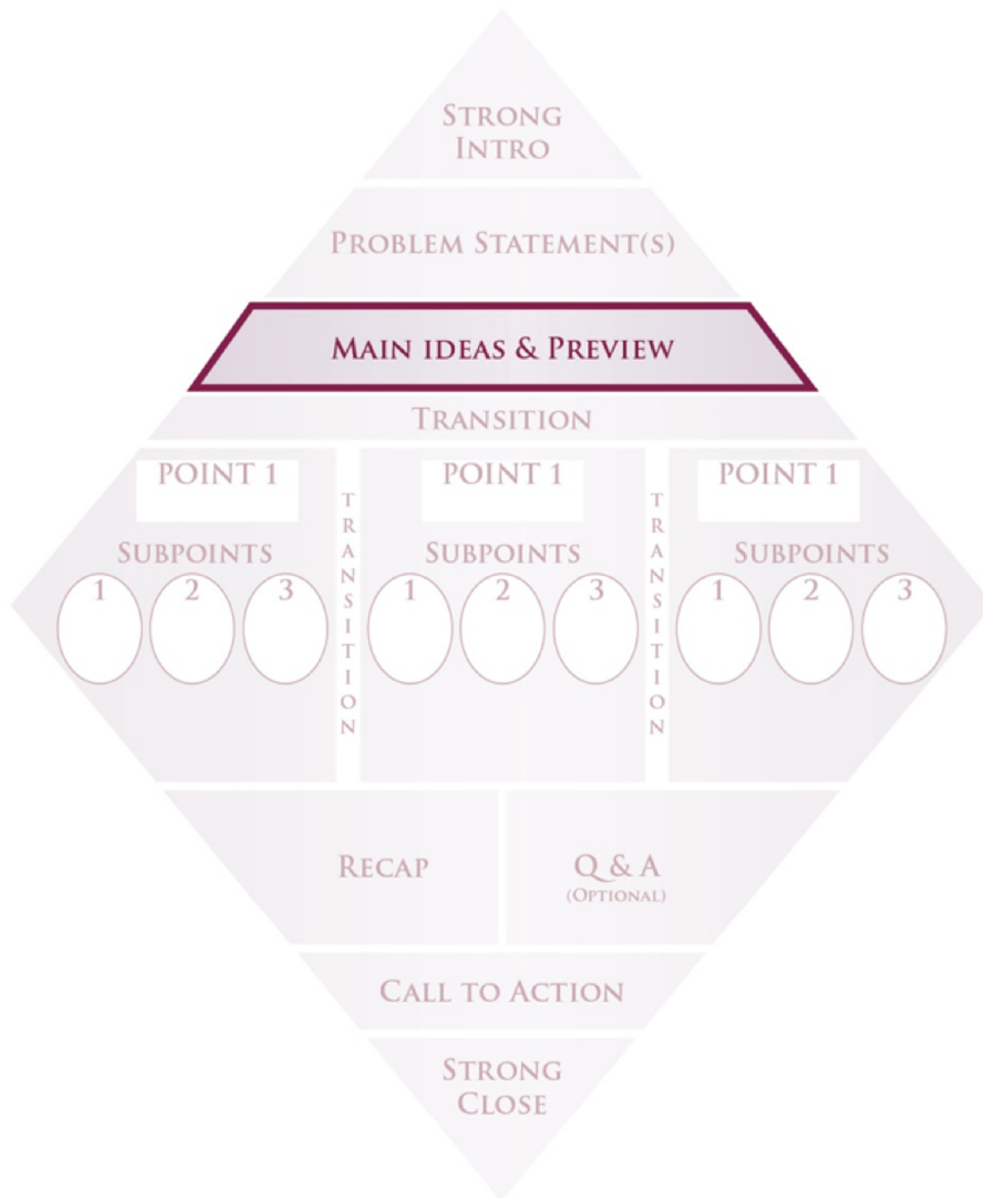 STRONG
INTRO
PROBLEM STATEMENT(S)
MAIN IDEAS & PREVIEW
TRANSITION
POINT 1
SUBPOINTS
1 2 3
TRANSITION
POINT 1
SUBPOINTS
1 2 3
TRANSITION
POINT 1
SUBPOINTS
1 2 3
RECAP
Q & A
(OPTIONAL)
CALL TO ACTION
STRONG
CLOSE